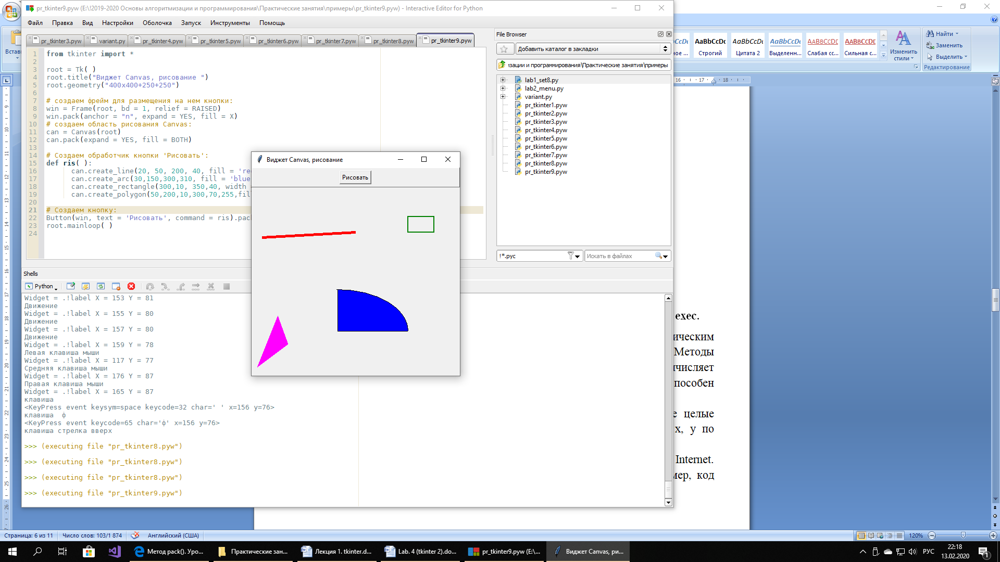 pr_tkinter9.pyw (E:\!2019-2020 Основы алгоритмизации и программирования\Практические занятия\примеры\pr_tkinter9.pyw) - Interactive Editor for Python
Файл Правка Вид Настройки Оболочка Запуск Инструменты Помощь
pr_tkinter3.pyw variant.py pr_tkinter4.pyw pr_tkinter5.pyw pr_tkinter6.pyw pr_tkinter7.pyw pr_tkinter8.pyw pr_tkinter9.pyw
1 from tkinter import *
2
3 root = Tk( )
4 root.title("Виджет Canvas, рисование ")
5 root.geometry("400x400+250+250")
6
7 # создаем фрейм для размещения на нем кнопки:
8 win = Frame(root, bd = 1, relief = RAISED)
9 win.pack(anchor = "n", expand = YES, fill = X)
10 # создаем область рисования Canvas:
11 can = Canvas(root)
12 can.pack(expand = YES, fill = BOTH)
13
14 # Создаем обработчик кнопки 'Рисовать':
15 def ris( ):
16 can.create_line(20, 50, 200, 40, fill = 're
17 can.create_arc(30,150,300,310, fill = 'blue
18 can.create_rectangle(300,10, 350,40, width
19 can.create_polygon(50,200,10,300,70,255,fil
20
21 # Создаем кнопку:
22 Button(win, text = 'Рисовать', command = ris).pac
23 root.mainloop( )
24
Виджет Canvas, рисование
Рисовать
File Browser
Добавить каталог в закладки
изации и программирования\Практические занятия\примеры
lab1_set8.py
lab2_menu.py
variant.py
pr_tkinter1.pyw
pr_tkinter2.pyw
pr_tkinter3.pyw
pr_tkinter4.pyw
pr_tkinter5.pyw
pr_tkinter6.pyw
pr_tkinter7.pyw
pr_tkinter8.pyw
pr_tkinter9.pyw
!*.pyc Искать в файлах
Shells
Python
Widget = .!label X = 153 Y = 81
Движение
Widget = .!label X = 155 Y = 80
Движение
Widget = .!label X = 157 Y = 80
Движение
Widget = .!label X = 159 Y = 78
Левая клавиша мыши
Widget = .!label X = 117 Y = 77
Средняя клавиша мыши
Widget = .!label X = 176 Y = 87
Правая клавиша мыши
Widget = .!label X = 165 Y = 87
клавиша
<KeyPress event keysym=space keycode=32 char=' ' x=156 y=76>
клавиша ф
<KeyPress event keycode=65 char='ф' x=156 y=76>
клавиша стрелка вверх
>>> (executing file "pr_tkinter8.pyw")
>>> (executing file "pr_tkinter8.pyw")
>>> (executing file "pr_tkinter8.pyw")
>>> (executing file "pr_tkinter9.pyw")
Встав
AaBbCcDc AaBbCcDc AaBbCcDc AaBbCcDc AABBCCDE AABBCCDE
ное ... Строгий Цитата 2 Выделенн... Слабая сс... Сильная с...
Изменить стили
Найти
Заменить
Выделить
Редактирование
16 17 18
exec.
ическим
Методы
числяет
пособен
е целые
х, у по
Internet.
мер, код
Страница: 6 из 11 Число слов: 103/1 874 Английский (США) 120%
Метод pack(). Уро... Практические зан... Лекция 1. tkinter.d... Lab. 4 (tkinter 2).do... pr_tkinter9.pyw (E:\... Виджет Canvas, ри...
РУС
22:18
13.02.2020
1